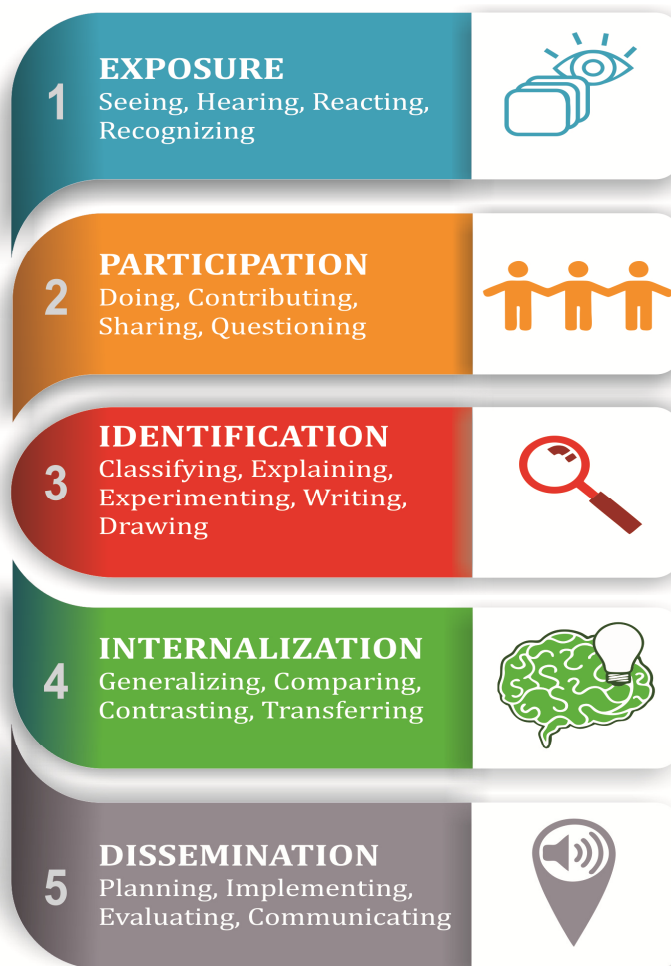 1
EXPOSURE
Seeing, Hearing, Reacting,
Recognizing
2
PARTICIPATION
Doing, Contributing,
Sharing, Questioning
3
IDENTIFICATION
Classifying, Explaining,
Experimenting, Writing,
Drawing
4
INTERNALIZATION
Generalizing, Comparing,
Contrasting, Transferring
5
DISSEMINATION
Planning, Implementing,
Evaluating, Communicating